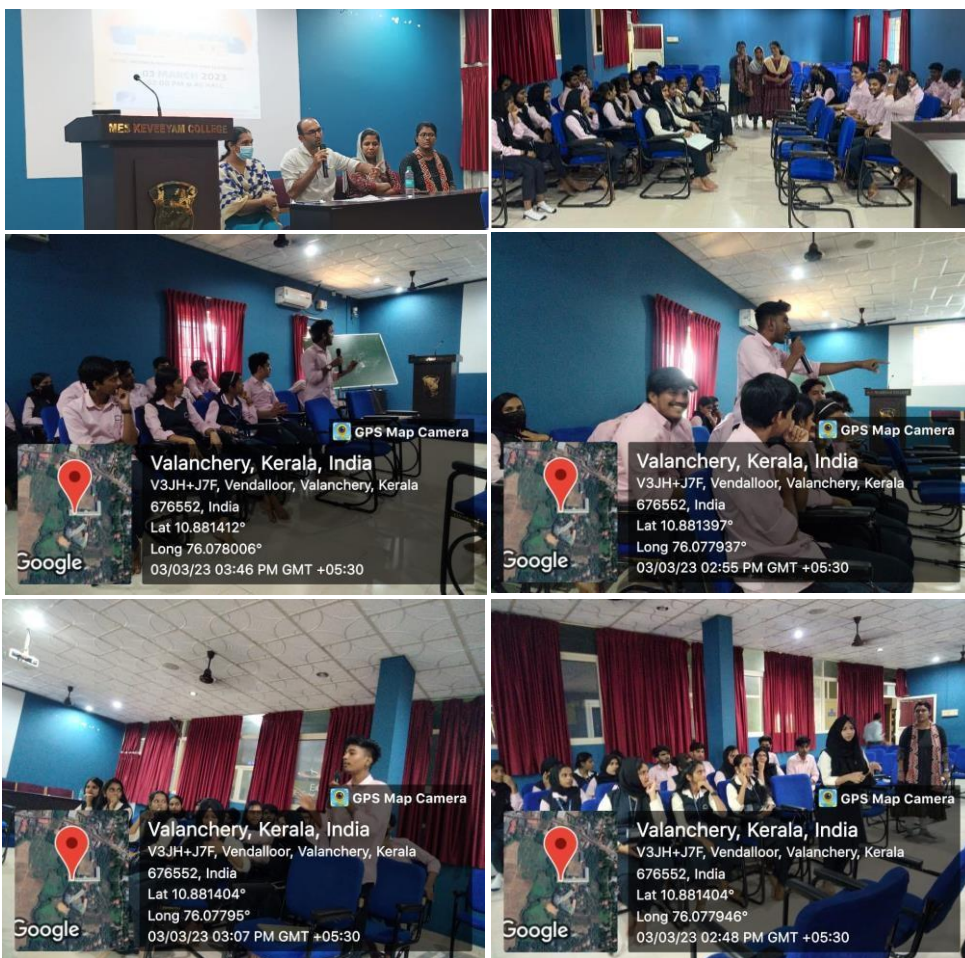 03 MARCH 2023
MES KEVEEYAM COLLEGE
GPS Map Camera
Valanchery, Kerala, India
V3JH+J7F, Vendalloor, Valanchery, Kerala
676552, India
Lat 10.881412°
Long 76.078006°
03/03/23 03:46 PM GMT +05:30
Google
GPS Map Camera
Valanchery, Kerala, India
V3JH+J7F, Vendalloor, Valanchery, Kerala
676552, India
Lat 10.881397°
Long 76.077937°
03/03/23 02:55 PM GMT +05:30
Google
GPS Map Camera
Valanchery, Kerala, India
V3JH+J7F, Vendalloor, Valanchery, Kerala
676552, India
Lat 10.881404°
Long 76.07795°
03/03/23 03:07 PM GMT +05:30
Google
GPS Map Camera
Valanchery, Kerala, India
V3JH+J7F, Vendalloor, Valanchery, Kerala
676552, India
Lat 10.881404°
Long 76.077946°
03/03/23 02:48 PM GMT +05:30
Google